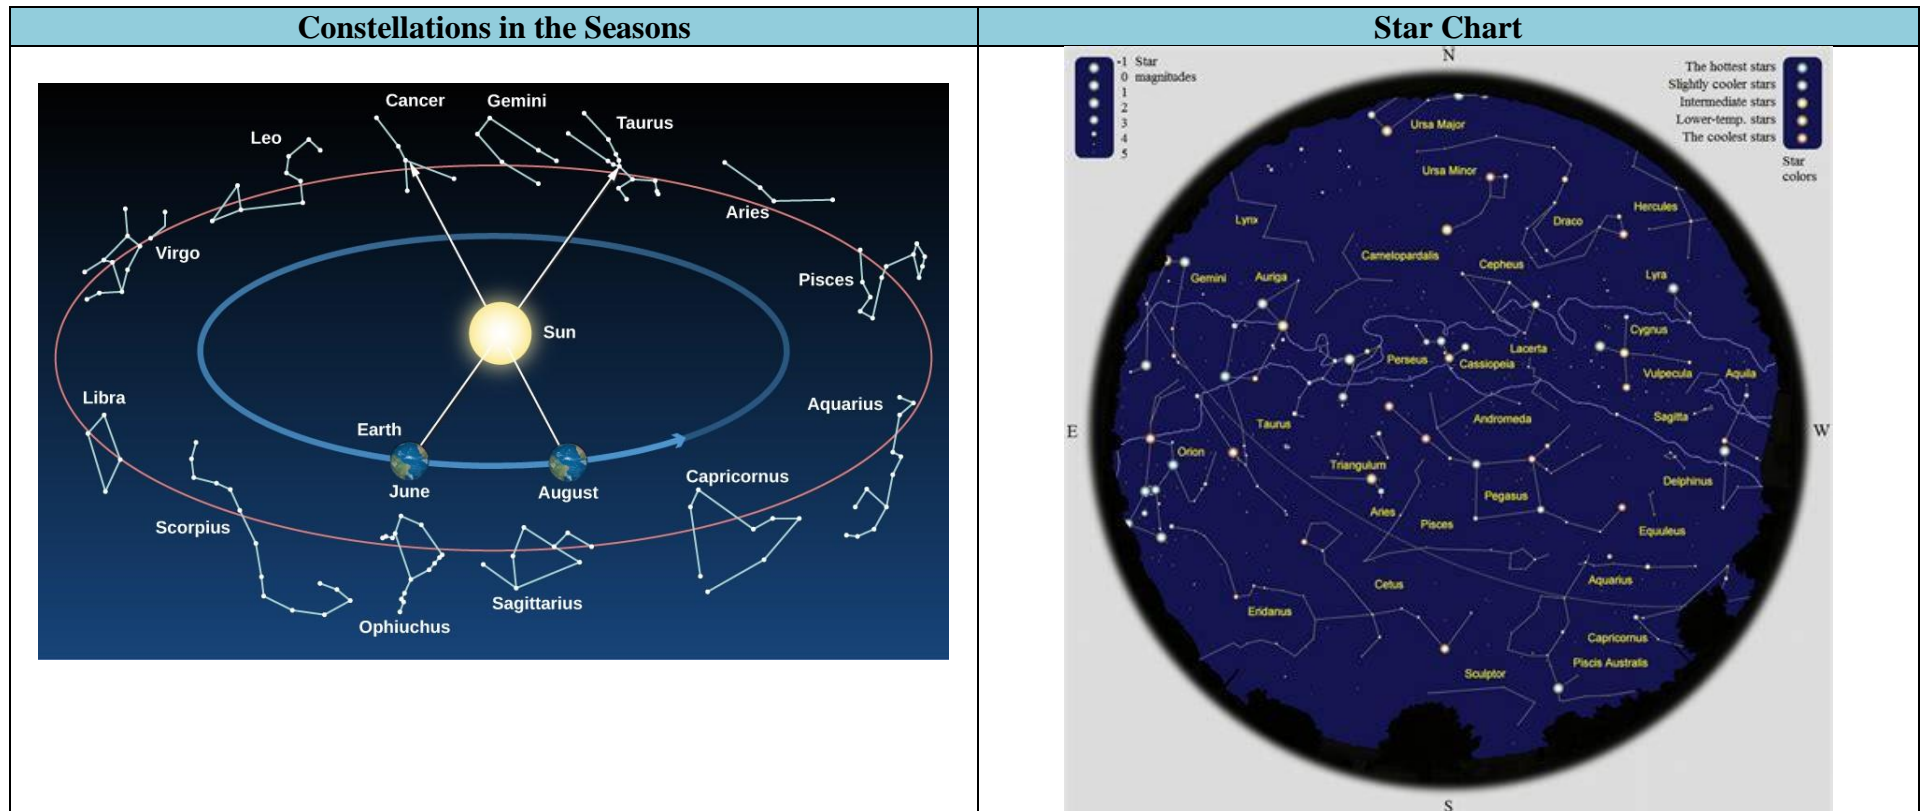 Constellations in the Seasons
Star Chart
Cancer
Gemini
Taurus
Leo
Aries
Virgo
Pisces
Sun
Libra
Aquarius
Earth
June
August
Capricornus
Scorpius
Sagittarius
Ophiuchus
N
-1 Star
0 magnitudes
1
2
3
4
5
The hottest stars
Slightly cooler stars
Intermediate stars
Lower-temp. stars
The coolest stars
Star
colors
Ursa Major
Ursa Minor
Lynx
Draco
Hercules
Camelopardalis
Cepheus
Gemini
Auriga
Lyra
Cygnus
Lacerta
Perseus
Cassiopeia
Vulpecula
Aquila
Taurus
Andromeda
Sagitta
E
W
Orion
Triangulum
Delphinus
Pegasus
Aries
Pisces
Equuleus
Cetus
Aquarius
Eridanus
Capricornus
Piscis Australis
Sculptor
S